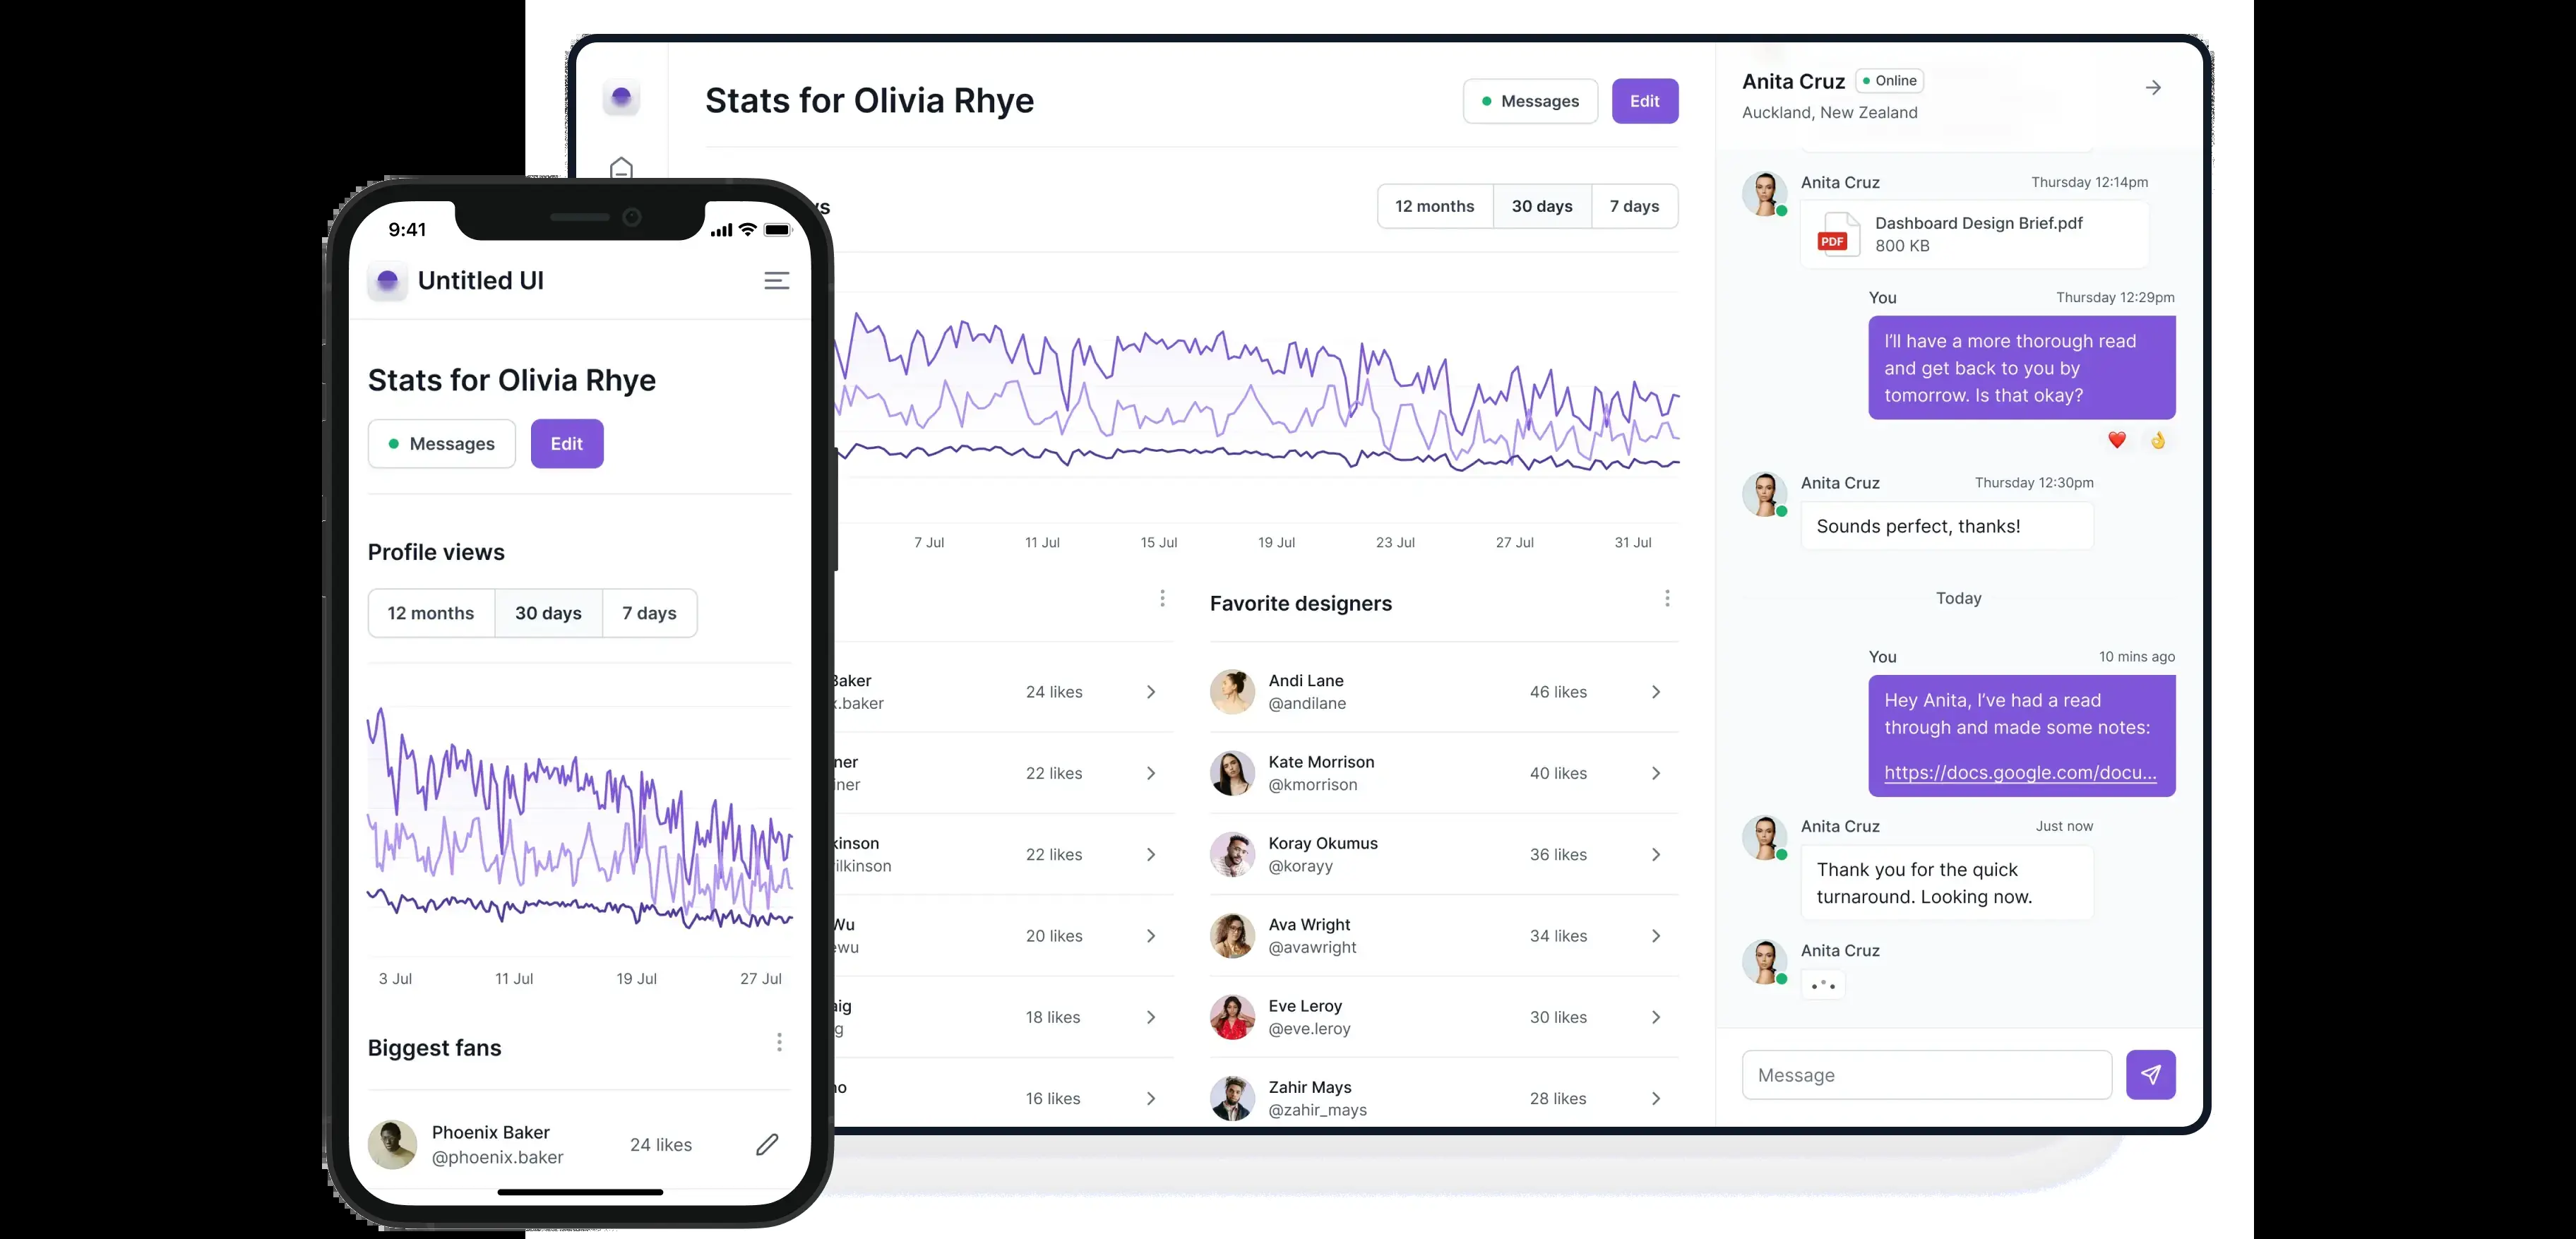 9:41
Untitled UI
Stats for Olivia Rhye
Messages
Edit
Profile views
12 months
30 days
7 days
3 Jul
11 Jul
19 Jul
27 Jul
Biggest fans
Phoenix Baker
@phoenix.baker
24 likes
Stats for Olivia Rhye
Messages
Edit
12 months
30 days
7 days
7 Jul
11 Jul
15 Jul
19 Jul
23 Jul
27 Jul
31 Jul
Baker
x.baker
24 likes
ner
iner
22 likes
kinson
ilkinson
22 likes
Wu
ewu
20 likes
aig
g
18 likes
16 likes
Favorite designers
Andi Lane
@andilane
46 likes
Kate Morrison
@kmorrison
40 likes
Koray Okumus
@korayy
36 likes
Ava Wright
@avawright
34 likes
Eve Leroy
@eve.leroy
30 likes
Zahir Mays
@zahir_mays
28 likes
Anita Cruz
Online
Auckland, New Zealand
Anita Cruz
Thursday 12:14pm
PDF
Dashboard Design Brief.pdf
800 KB
You
Thursday 12:29pm
I’ll have a more thorough read
and get back to you by
tomorrow. Is that okay?
Anita Cruz
Thursday 12:30pm
Sounds perfect, thanks!
Today
You
10 mins ago
Hey Anita, I’ve had a read
through and made some notes:
https://docs.google.com/docu...
Anita Cruz
Just now
Thank you for the quick
turnaround. Looking now.
Anita Cruz
Message